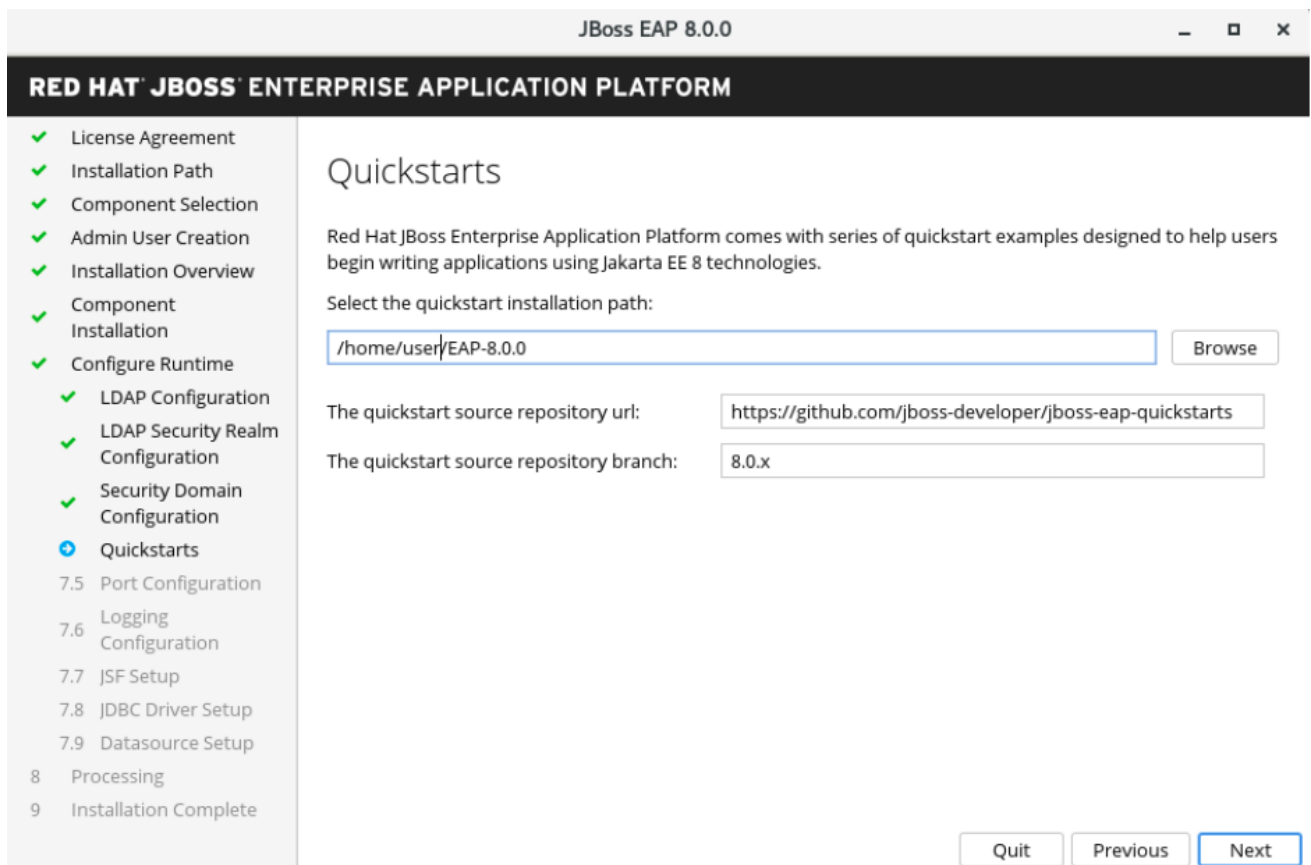 JBoss EAP 8.0.0
RED HAT® JBOSS® ENTERPRISE APPLICATION PLATFORM
License Agreement
Installation Path
Component Selection
Admin User Creation
Installation Overview
Component
Installation
Configure Runtime
LDAP Configuration
LDAP Security Realm
Configuration
Security Domain
Configuration
Quickstarts
7.5 Port Configuration
7.6 Logging
Configuration
7.7 JSF Setup
7.8 JDBC Driver Setup
7.9 Datasource Setup
8 Processing
9 Installation Complete
Quickstarts
Red Hat JBoss Enterprise Application Platform comes with series of quickstart examples designed to help users
begin writing applications using Jakarta EE 8 technologies.
Select the quickstart installation path:
/home/user/EAP-8.0.0 Browse
The quickstart source repository url: https://github.com/jboss-developer/jboss-eap-quickstarts
The quickstart source repository branch: 8.0.x
Quit Previous Next